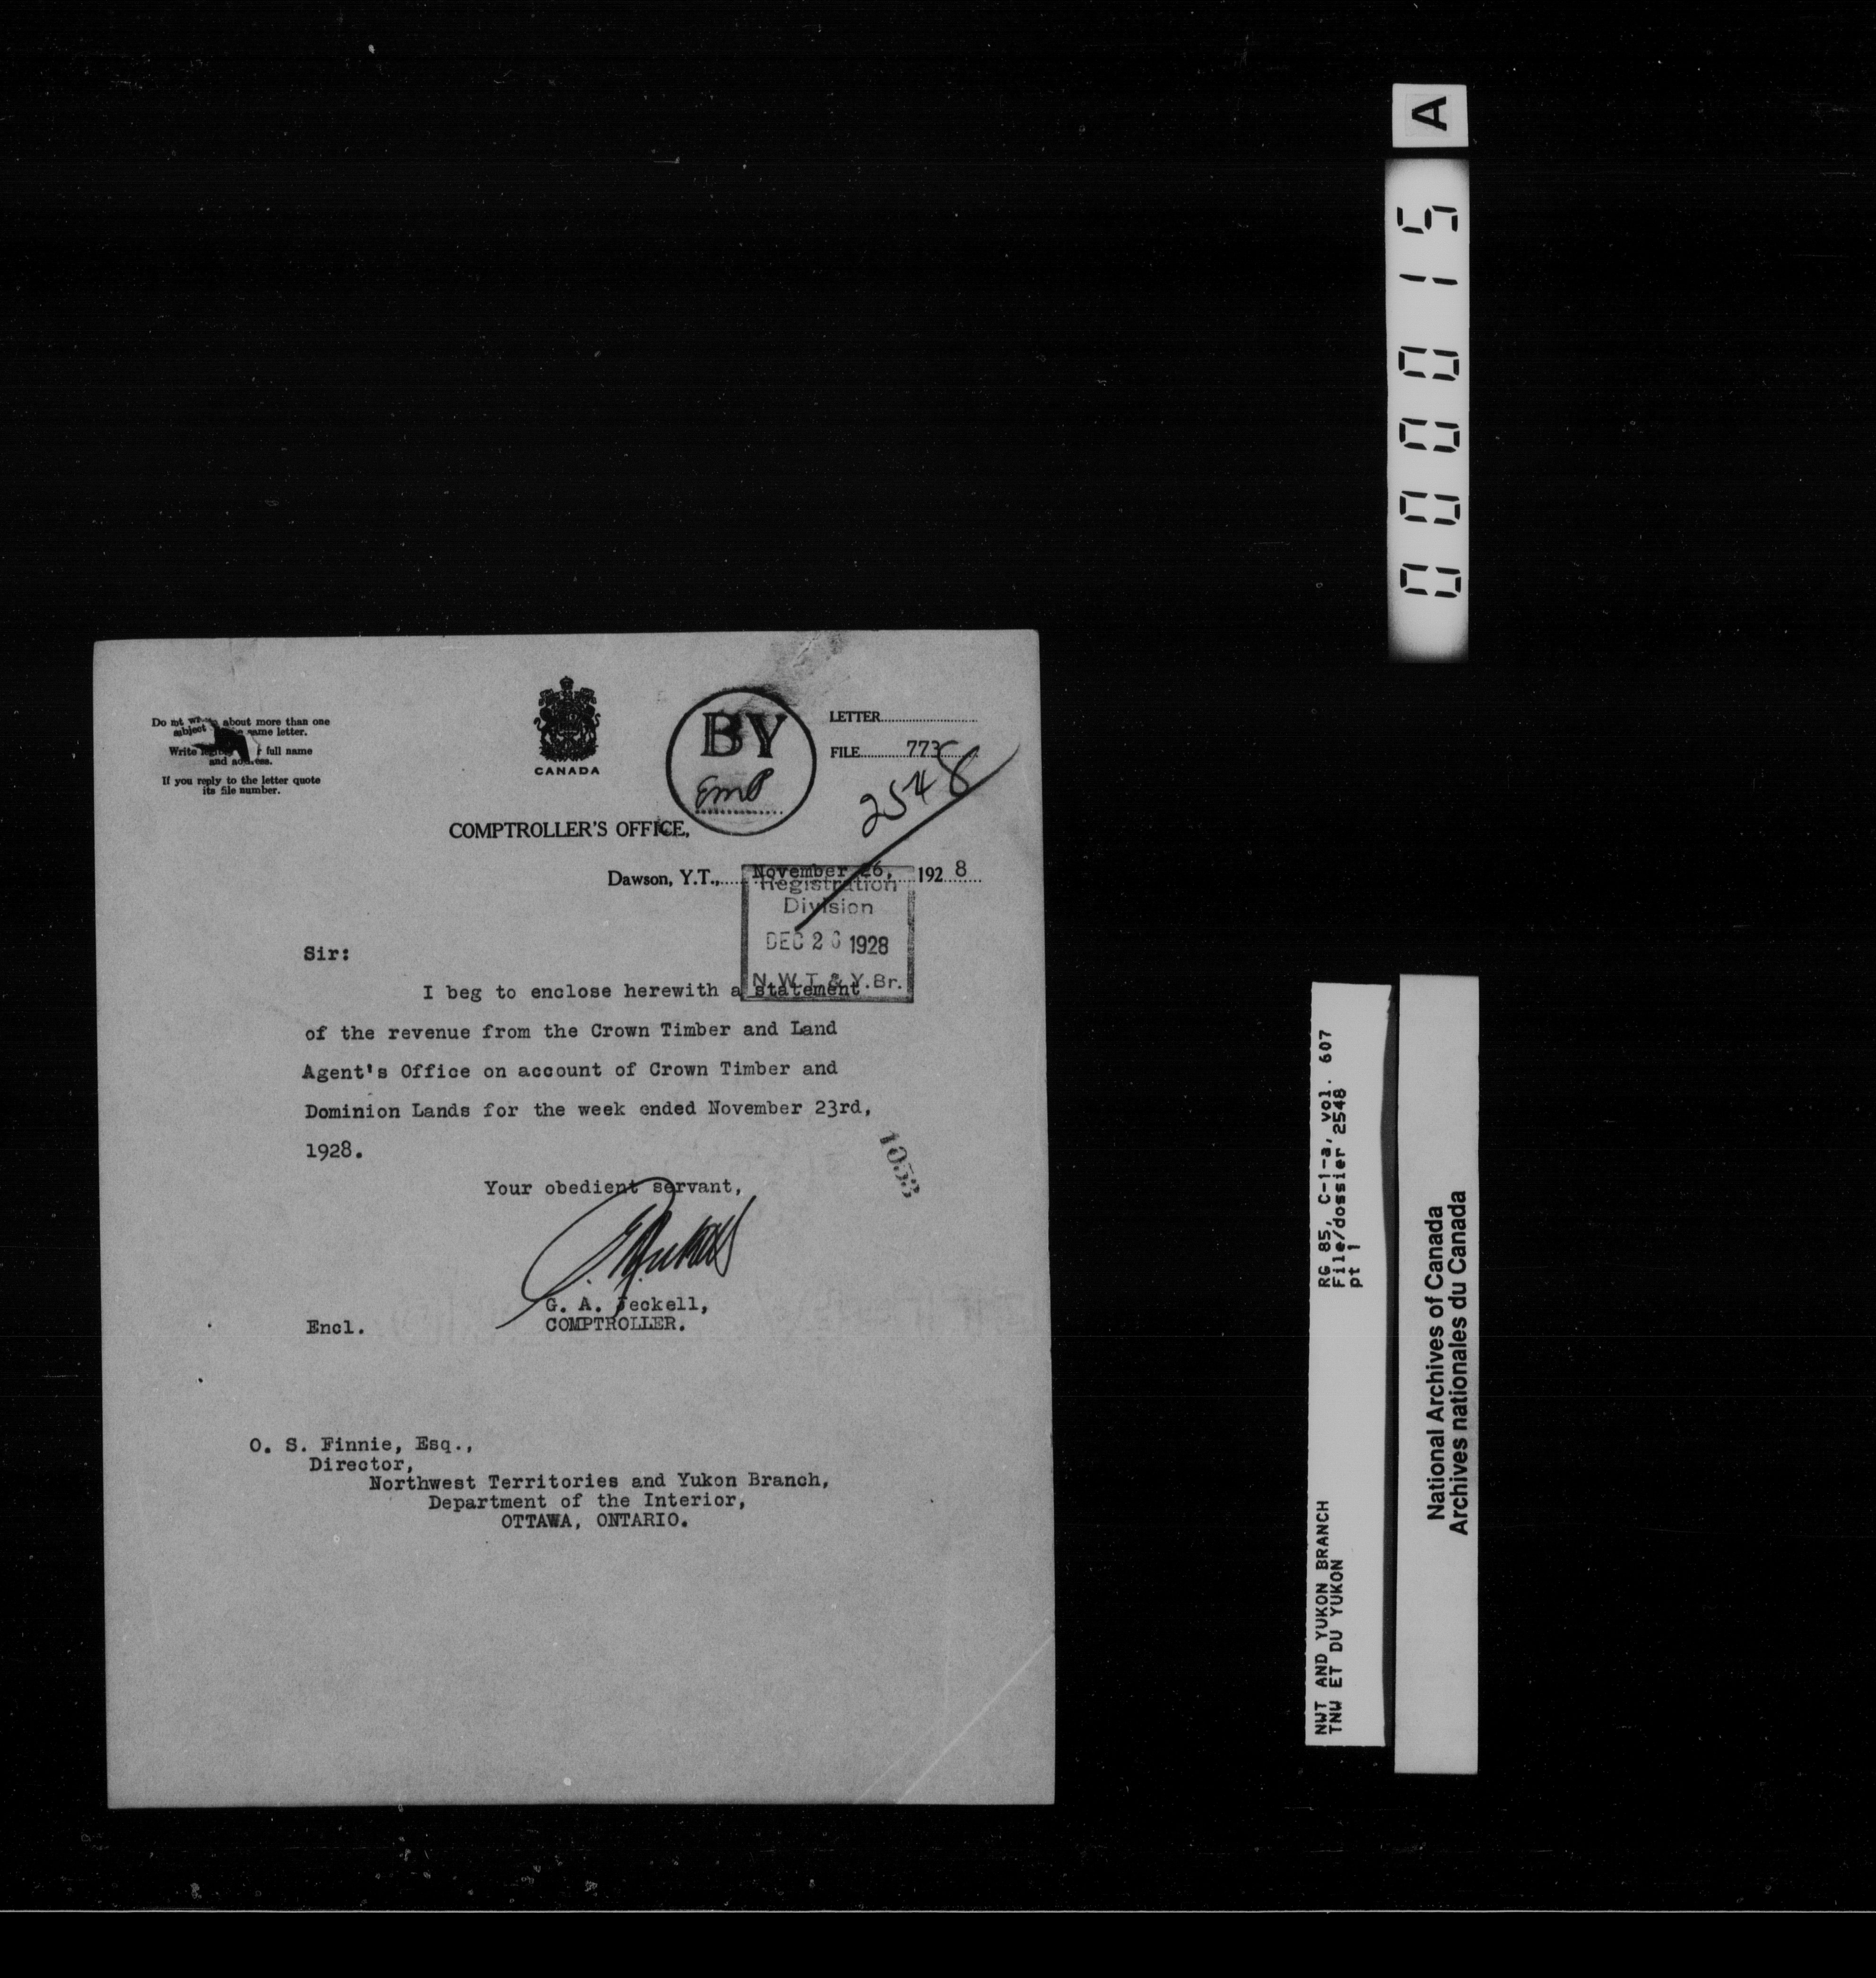 Do not write about more than one
subject same letter.
Write full name
and address.
If you reply to the letter quote
its file number.
CANADA
BY
EMP
LETTER
FILE 773
2548
COMPTROLLER'S OFFICE,
Dawson, Y.T., November 26, 1928
Registration
Division
DEC 20 1928
N.W.T. & Y.Br.
Sir:
I beg to enclose herewith a statement
of the revenue from the Crown Timber and Land
Agent's Office on account of Crown Timber and
Dominion Lands for the week ended November 23rd,
1928.
1053
Your obedient servant,
G. A. Jeckell,
COMPTROLLER.
Encl.
O. S. Finnie, Esq.,
Director,
Northwest Territories and Yukon Branch,
Department of the Interior,
OTTAWA, ONTARIO.
A
000015
RG 85, C-1-a, vol. 607
File/dossier 2548
pt 1
NWT AND YUKON BRANCH
TNW ET DU YUKON
National Archives of Canada
Archives nationales du Canada